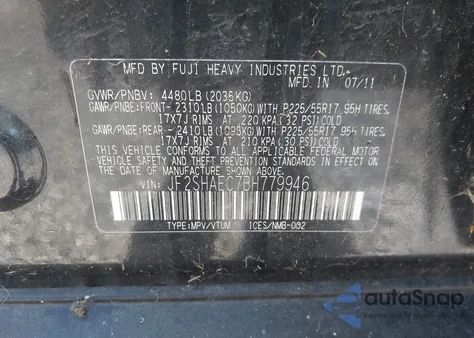 MFD. BY FUJI HEAVY INDUSTRIES LTD.
MFD. IN 07/11
GVWR/PNBV: 4480LB (2035KG)
GAWR/PNBE:FRONT- 2310LB (1050KG) WITH P225/55R17 95H TIRES,
17X7J RIMS AT 220 KPA (32 PSI) COLD
GAWR/PNBE:REAR - 2410LB (1095KG) WITH P225/55R17 95H TIRES,
17X7J RIMS AT 210 KPA (30 PSI) COLD
THIS VEHICLE CONFORMS TO ALL APPLICABLE FEDERAL MOTOR
VEHICLE SAFETY STANDARDS IN EFFECT ON
THE DATE OF MANUFACTURE SHOWN ABOVE.
VIN: JF2SHAEC7BH779946
TYPE:MPV/VTUM ICES/NMB-002
autoSnap